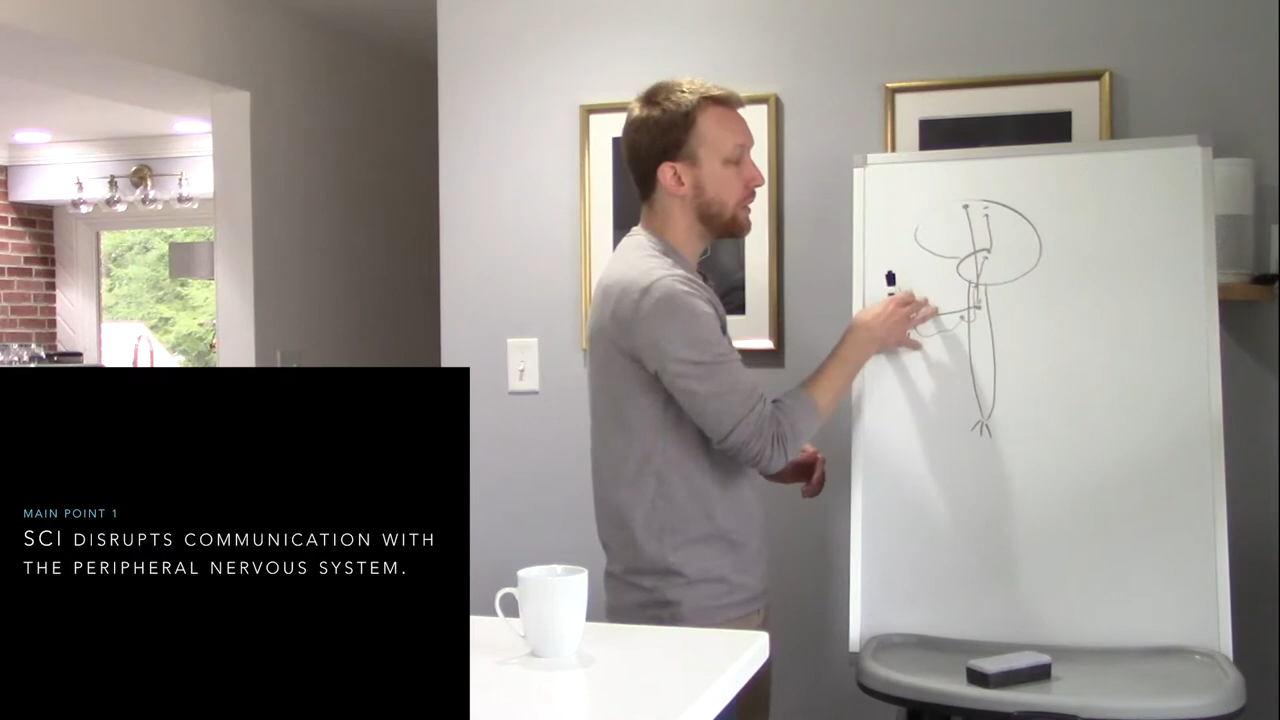 MAIN POINT 1
SCI DISRUPTS COMMUNICATION WITH
THE PERIPHERAL NERVOUS SYSTEM.